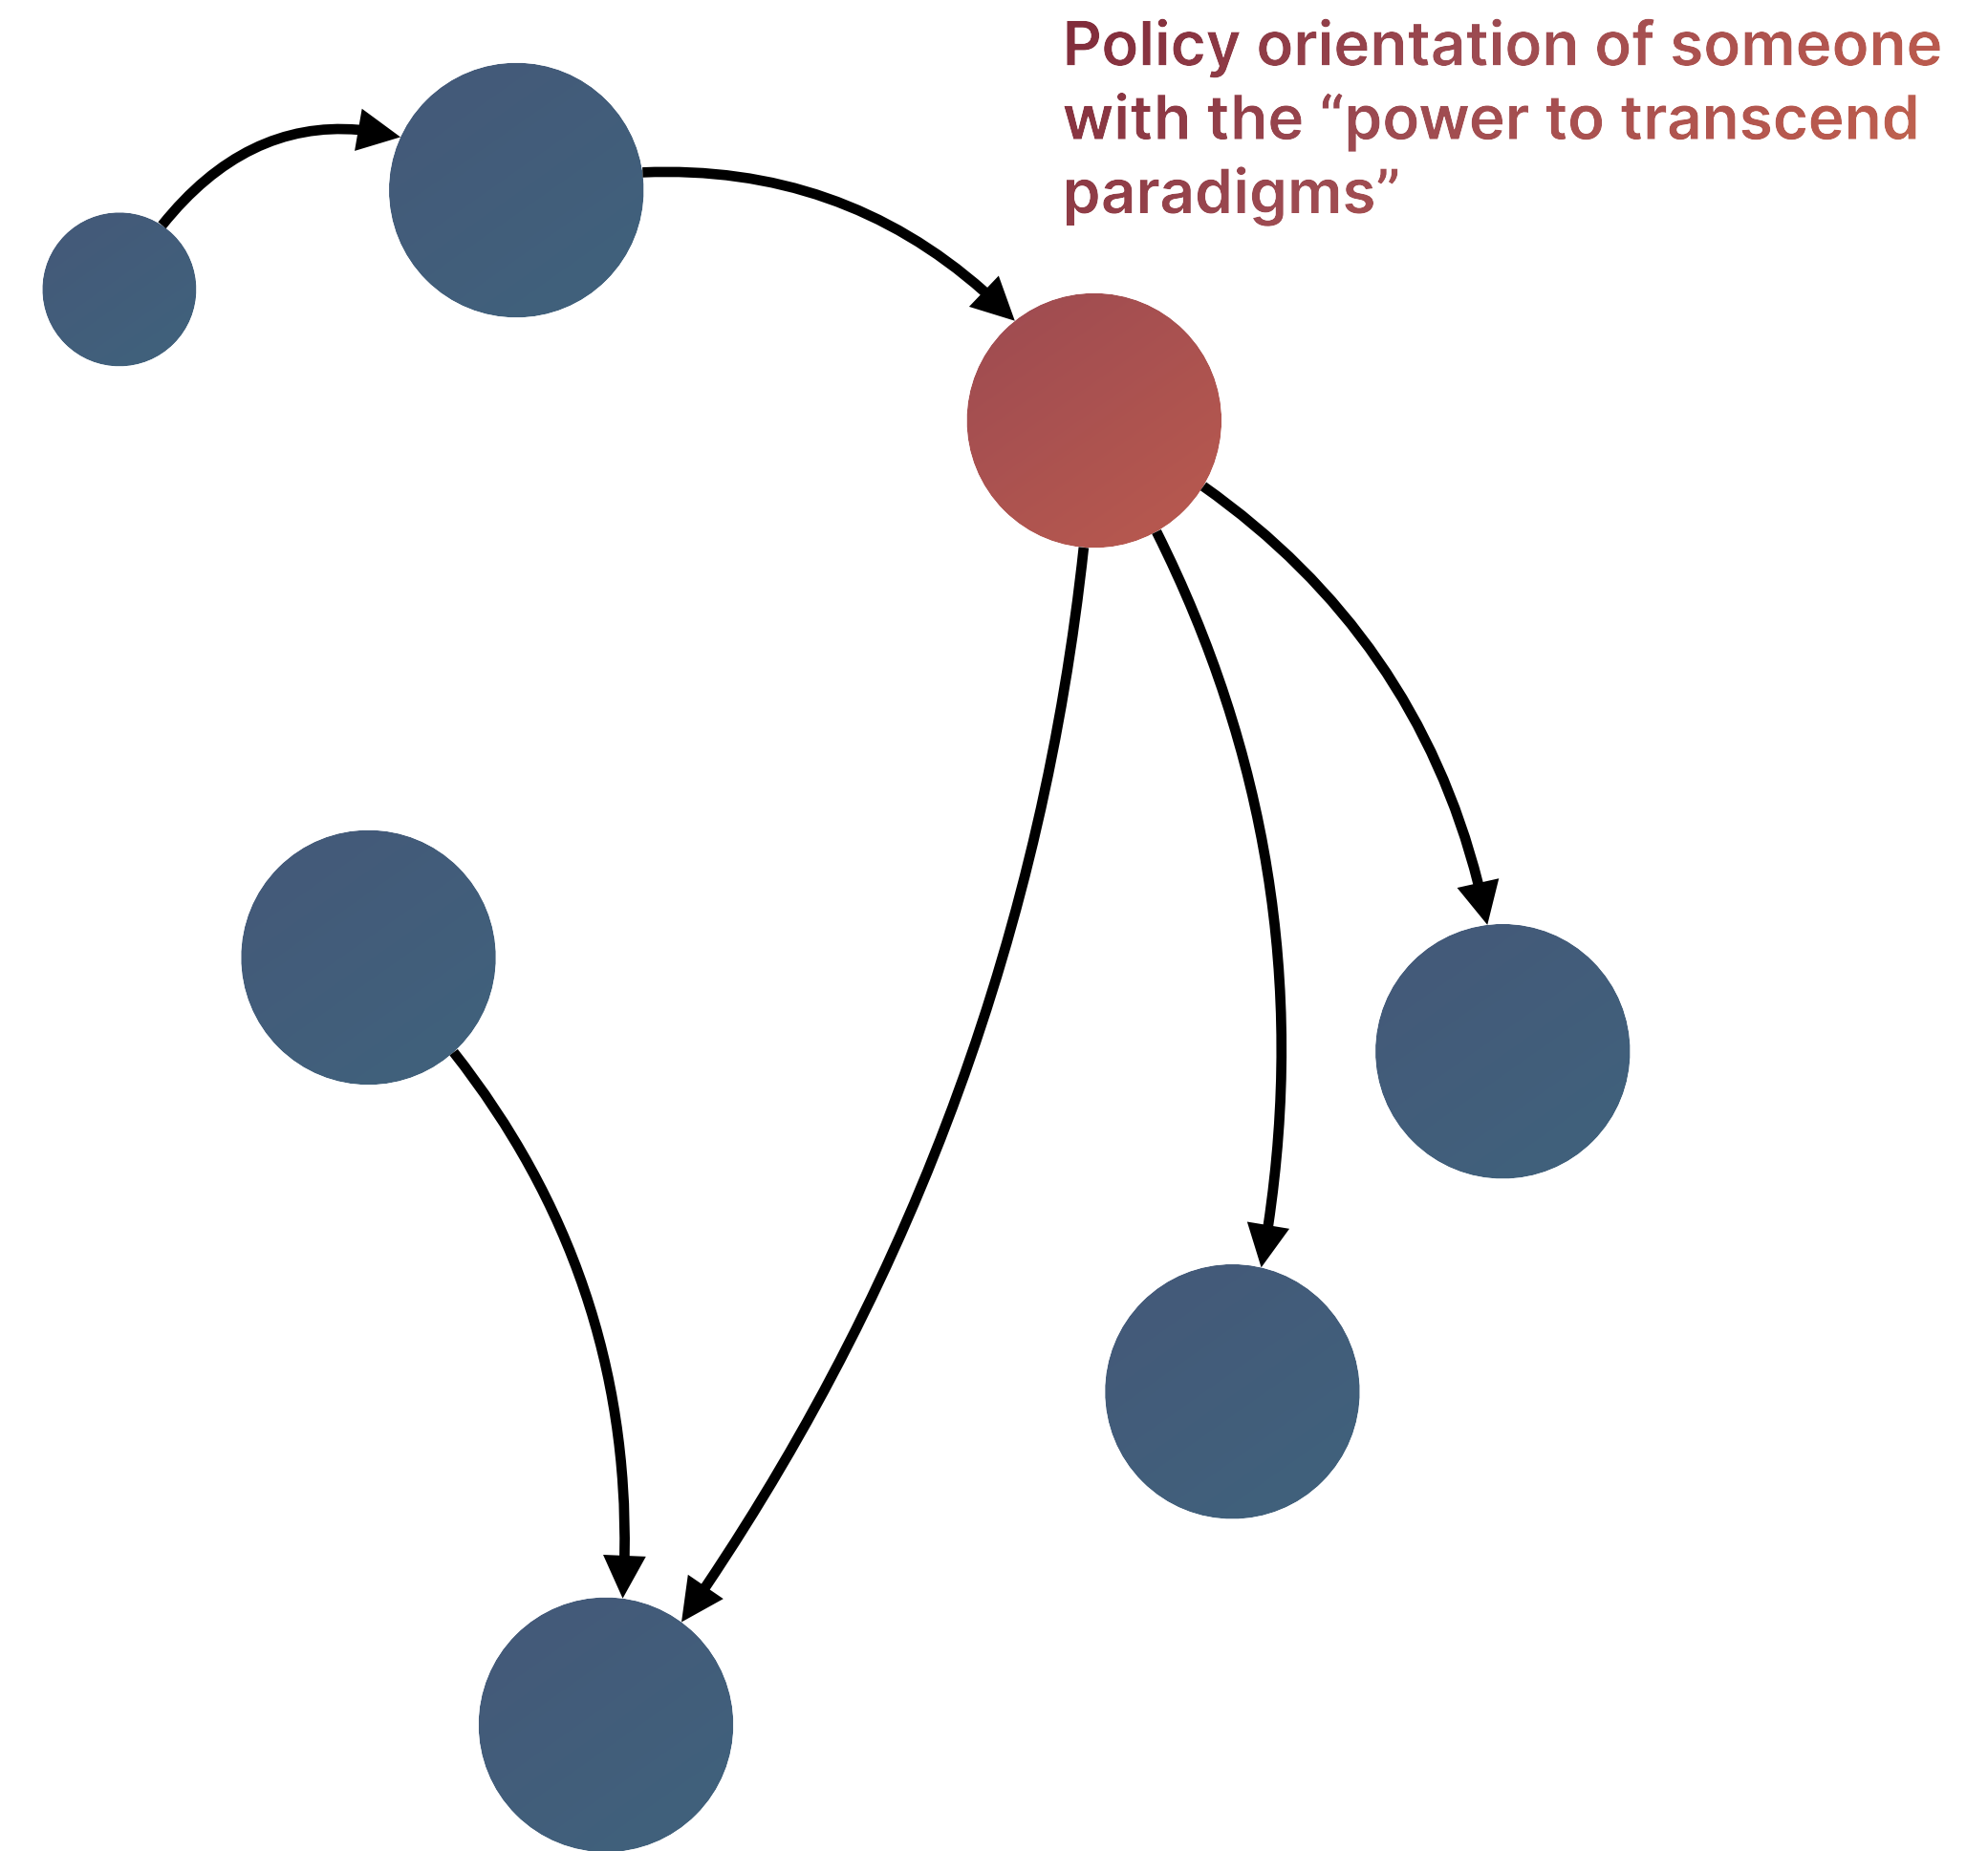 Policy orientation of someone
with the “power to transcend
paradigms”